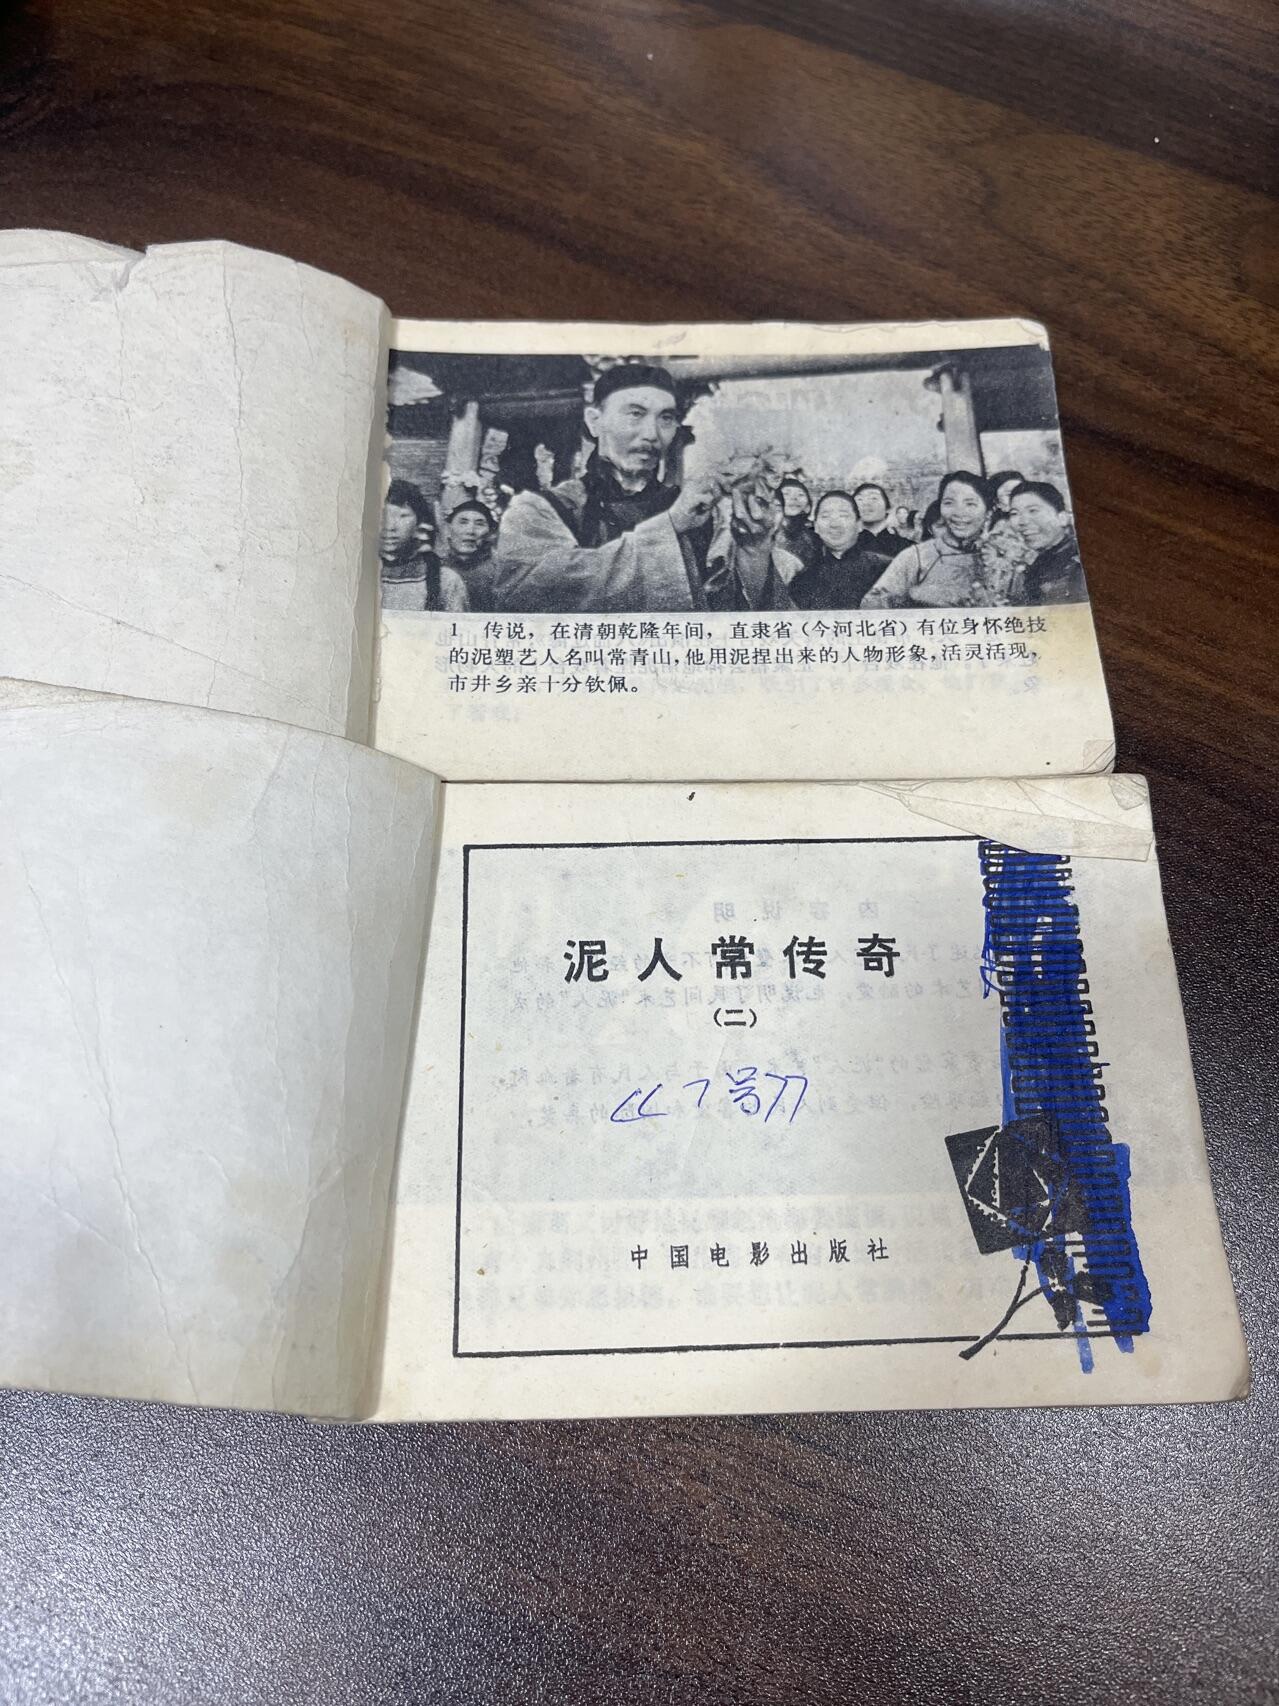 1 传说，在清朝乾隆年间，直隶省（今河北省）有位身怀绝技
的泥塑艺人名叫常青山，他用泥捏出来的人物形象，活灵活现，
市井乡亲十分钦佩。
泥人常传奇
（二）
《7号》
中国电影出版社